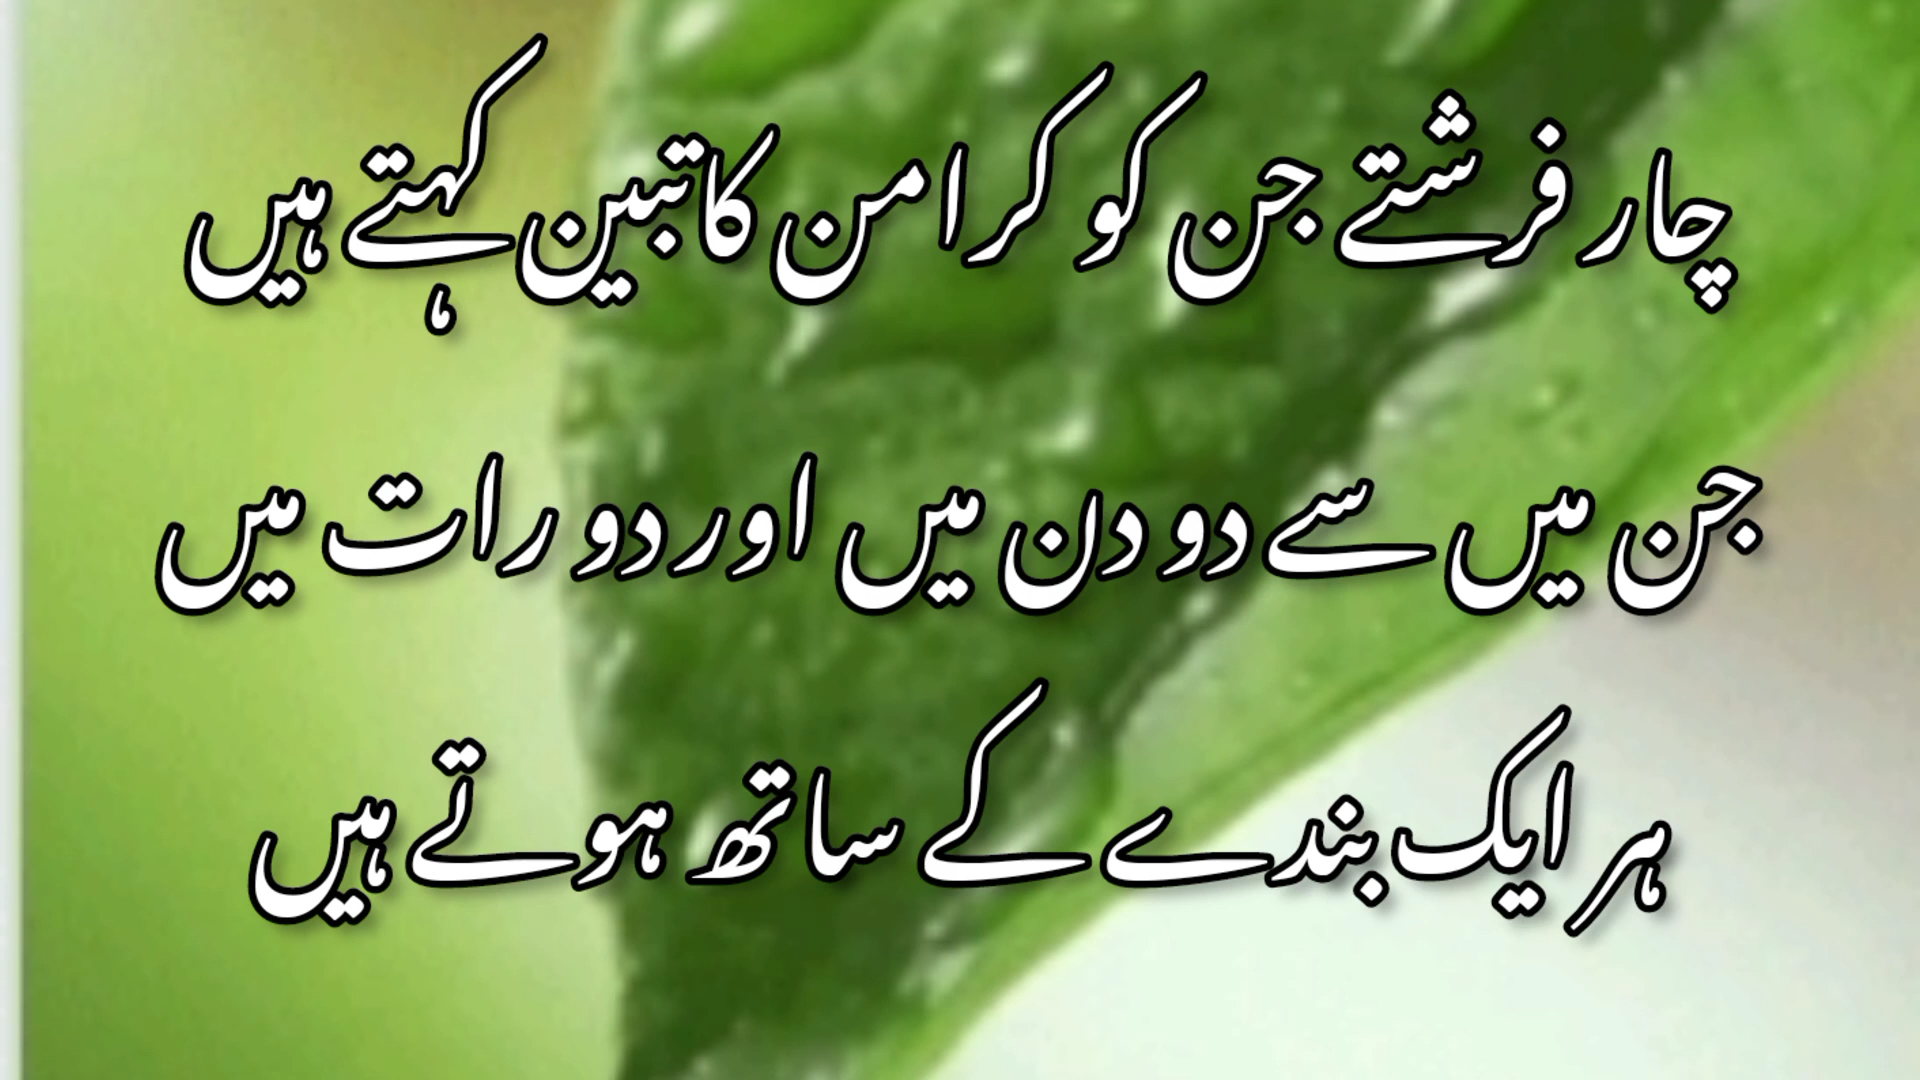 چار فرشتے جن کو کرامن کاتبین کہتے ہیں
جن میں سے دو دن میں اور دو رات میں
ہر ایک بندے کے ساتھ ہوتے ہیں